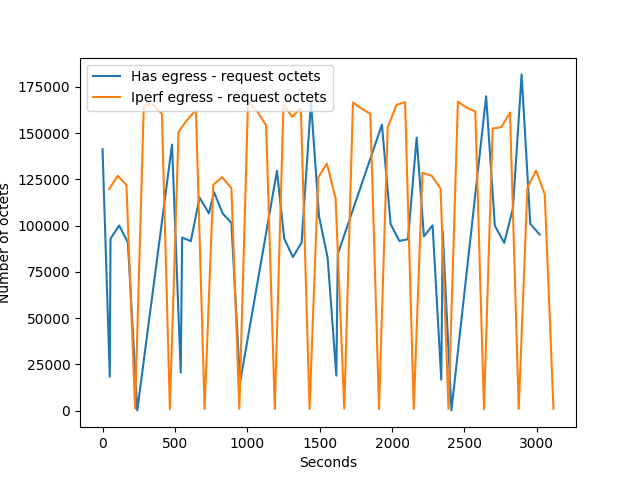 Has egress - request octets
Iperf egress - request octets
175000
150000
125000
100000
75000
50000
25000
0
Number of octets
0 500 1000 1500 2000 2500 3000
Seconds